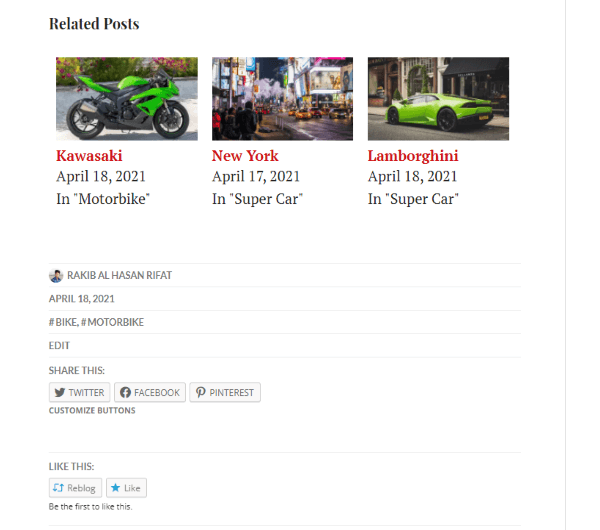 Related Posts
Kawasaki
April 18, 2021
In "Motorbike"
New York
April 17, 2021
In "Super Car"
Lamborghini
April 18, 2021
In "Super Car"
RAKIB AL HASAN RIFAT
APRIL 18, 2021
# BIKE, # MOTORBIKE
EDIT
SHARE THIS:
TWITTER
FACEBOOK
PINTEREST
CUSTOMIZE BUTTONS
LIKE THIS:
Reblog
Like
Be the first to like this.